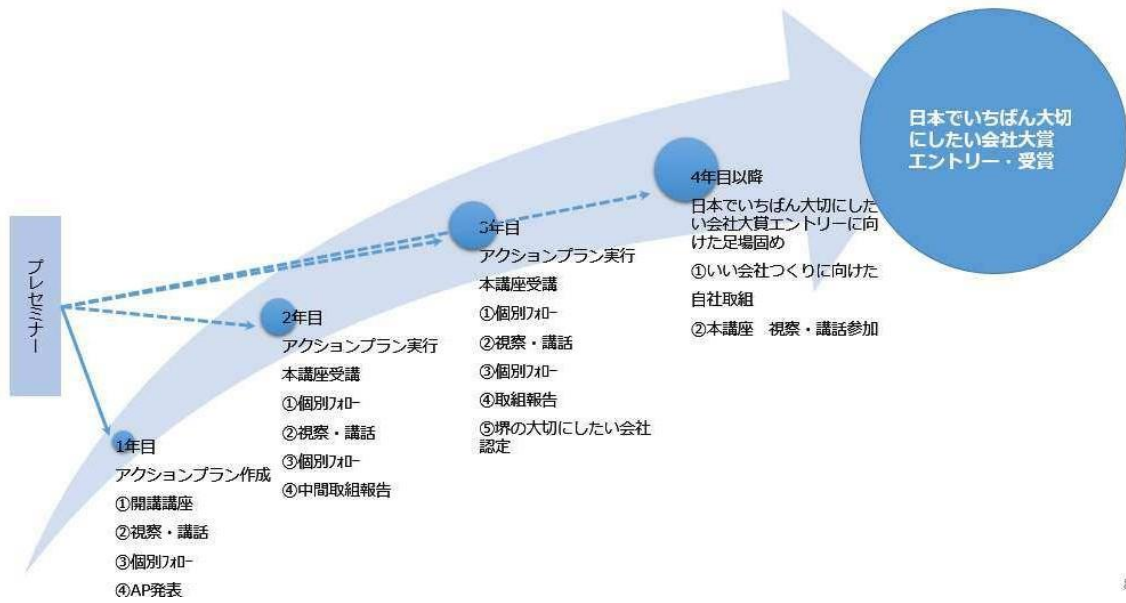 プレセミナー
1年目
アクションプラン作成
①開講講座
②視察・講話
③個別ﾌｫﾛｰ
④AP発表
2年目
アクションプラン実行
本講座受講
①個別ﾌｫﾛｰ
②視察・講話
③個別ﾌｫﾛｰ
④中間取組報告
3年目
アクションプラン実行
本講座受講
①個別ﾌｫﾛｰ
②視察・講話
③個別ﾌｫﾛｰ
④取組報告
⑤堺の大切にしたい会社
認定
4年目以降
日本でいちばん大切にした
い会社大賞エントリーに向
けた足場固め
①いい会社つくりに向けた
自社取組
②本講座　視察・講話参加
日本でいちばん大切
にしたい会社大賞
エントリー・受賞